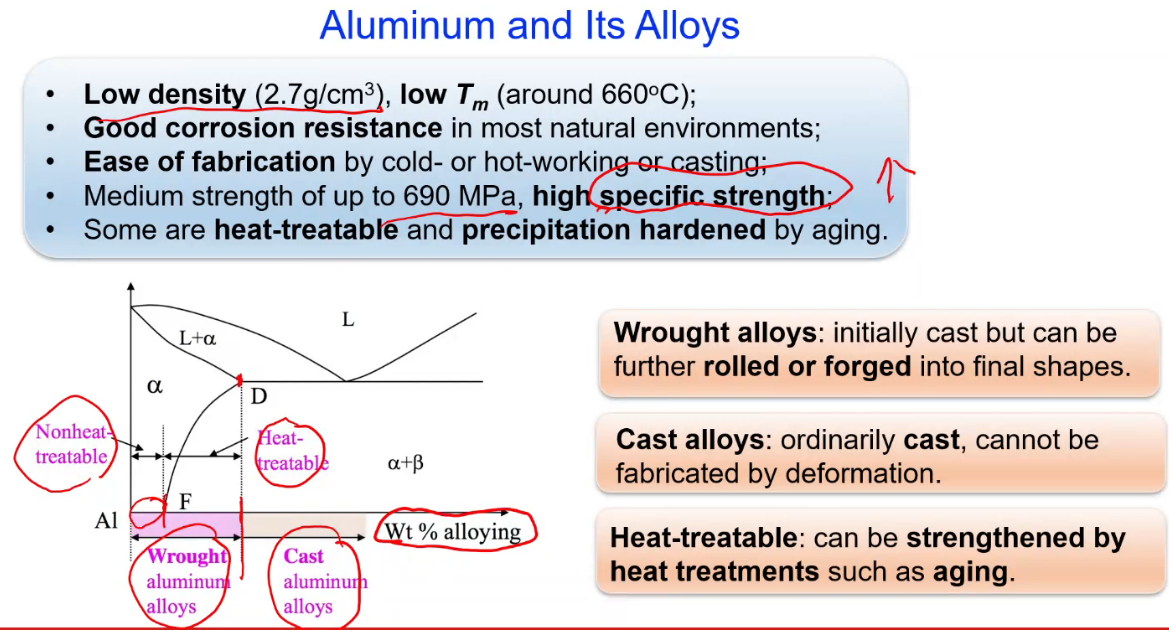 Aluminum and Its Alloys
• Low density (2.7g/cm³), low Tₘ (around 660°C);
• Good corrosion resistance in most natural environments;
• Ease of fabrication by cold- or hot-working or casting;
• Medium strength of up to 690 MPa, high specific strength;
• Some are heat-treatable and precipitation hardened by aging.
L
L+α
α
D
Nonheat-
treatable
Heat-
treatable
α+β
F
Al
Wt % alloying
Wrought
aluminum
alloys
Cast
aluminum
alloys
Wrought alloys: initially cast but can be
further rolled or forged into final shapes.
Cast alloys: ordinarily cast, cannot be
fabricated by deformation.
Heat-treatable: can be strengthened by
heat treatments such as aging.